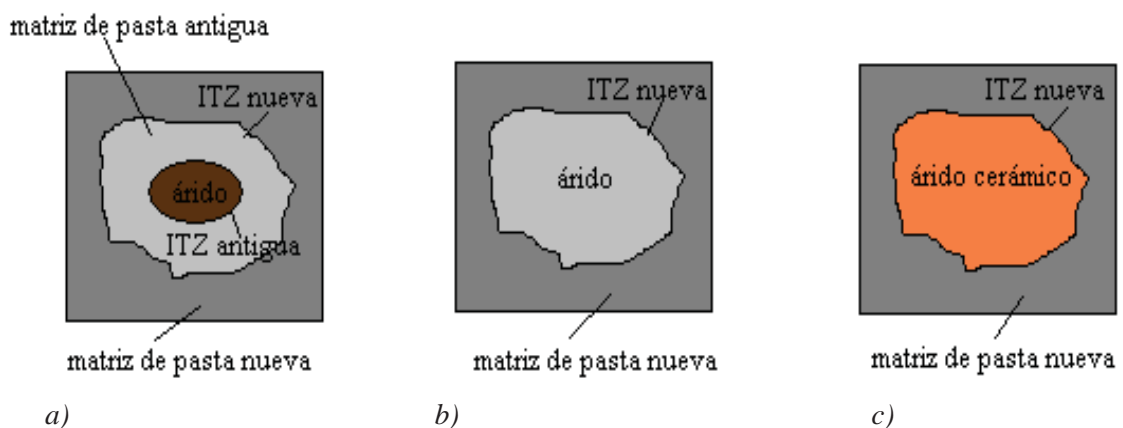 matriz de pasta antigua
ITZ nueva
árido
ITZ antigua
matriz de pasta nueva
a)
ITZ nueva
árido
matriz de pasta nueva
b)
ITZ nueva
árido cerámico
matriz de pasta nueva
c)